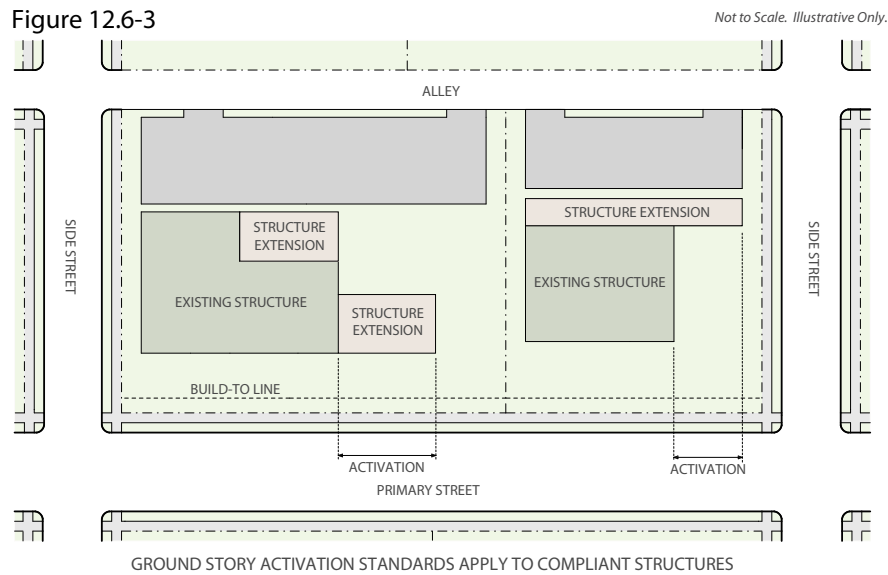 Figure 12.6-3
Not to Scale. Illustrative Only.
ALLEY
SIDE STREET
STRUCTURE
EXTENSION
EXISTING STRUCTURE
STRUCTURE
EXTENSION
STRUCTURE EXTENSION
EXISTING STRUCTURE
SIDE STREET
BUILD-TO LINE
ACTIVATION
ACTIVATION
PRIMARY STREET
GROUND STORY ACTIVATION STANDARDS APPLY TO COMPLIANT STRUCTURES